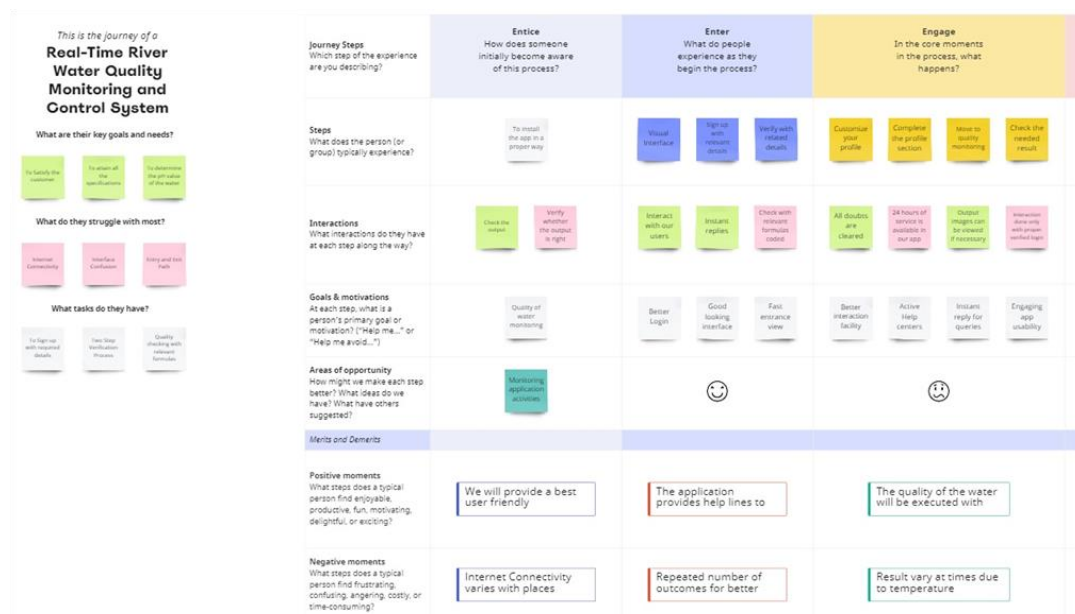 This is the journey of a
Real-Time River
Water Quality
Monitoring and
Control System
What are their key goals and needs?
To Satisfy the
customer
To attain all
the
specifications
To determine
the pH value
of the water
What do they struggle with most?
Internet
Connectivity
Interface
Confusion
Entry and Exit
Path
What tasks do they have?
To Sign up
with required
details
Two Step
Verification
Process
Quality
checking with
relevant
formulas
Journey Steps
Which step of the experience
are you describing?
Entice
How does someone
initially become aware
of this process?
Enter
What do people
experience as they
begin the process?
Engage
In the core moments
in the process, what
happens?
Steps
What does the person (or
group) typically experience?
To install
the app in a
proper way
Visual
Interface
Sign up
with
relevant
details
Verify with
related
details
Customize
your
profile
Complete
the profile
section
Move to
quality
monitoring
Check the
needed
result
Interactions
What interactions do they have
at each step along the way?
Check the
output
Verify
whether
the output
is right
Interact
with our
users
Instant
replies
Check with
relevant
formulas
coded
All doubts
are
cleared
24 hours of
service is
available in
our app
Output
images can
be viewed
if necessary
Interaction
done only
with proper
verified login
Goals & motivations
At each step, what is a
person's primary goal or
motivation? ("Help me..." or
"Help me avoid...")
Quality of
water
monitoring
Better
Login
Good
looking
interface
Fast
entrance
view
Better
interaction
facility
Active
Help
centers
Instant
reply for
queries
Engaging
app
usability
Areas of opportunity
How might we make each step
better? What ideas do we
have? What have others
suggested?
Monitoring
application
activities
Merits and Demerits
Positive moments
What steps does a typical
person find enjoyable,
productive, fun, motivating,
delightful, or exciting?
We will provide a best
user friendly
The application
provides help lines to
The quality of the water
will be executed with
Negative moments
What steps does a typical
person find frustrating,
confusing, angering, costly, or
time-consuming?
Internet Connectivity
varies with places
Repeated number of
outcomes for better
Result vary at times due
to temperature